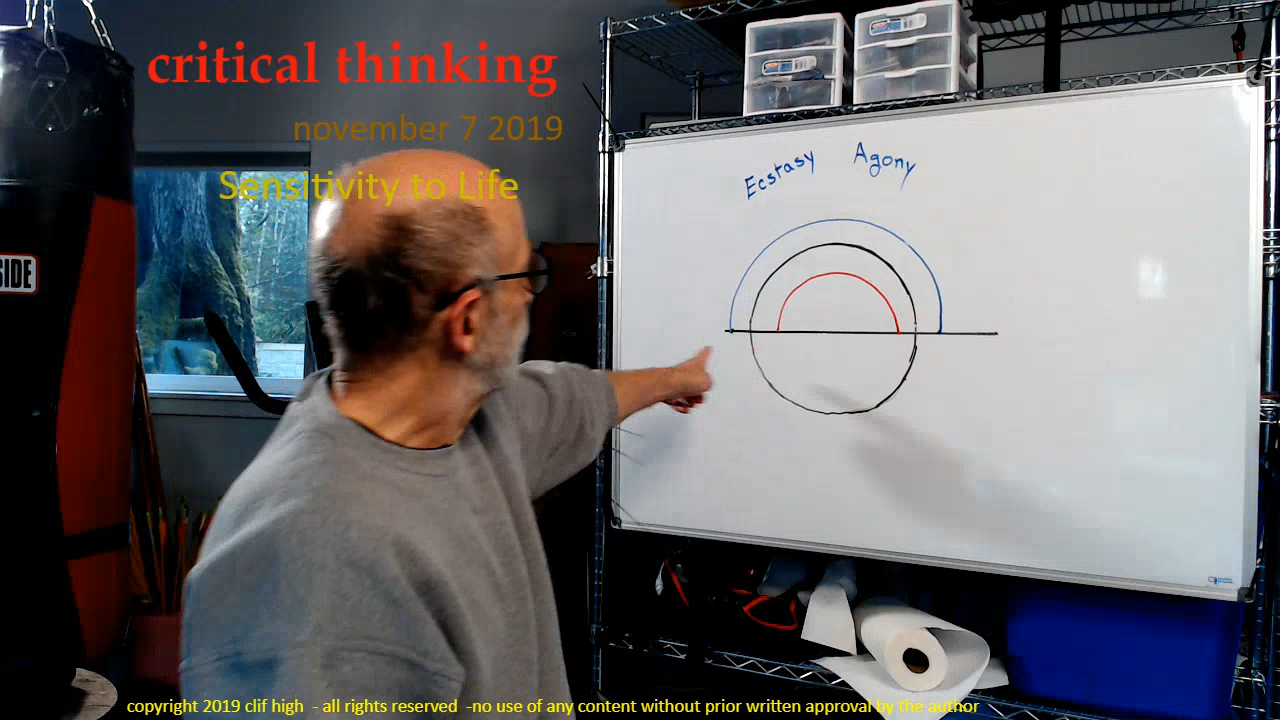 critical thinking
november 7 2019
Sensitivity to Life
SIDE
Ecstasy Agony
copyright 2019 clif high - all rights reserved -no use of any content without prior written approval by the author